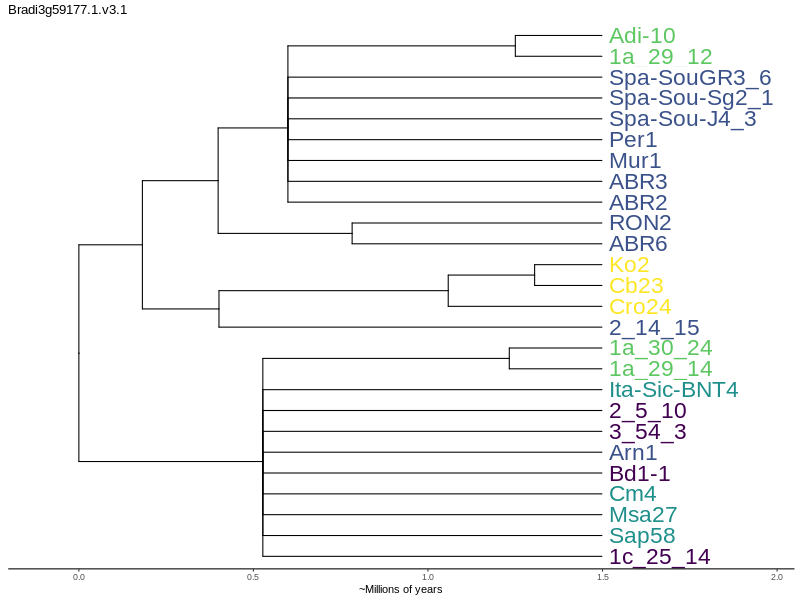 Bradi3g59177.1.v3.1
Adi-10
1a_29_12
Spa-SouGR3_6
Spa-Sou-Sg2_1
Spa-Sou-J4_3
Per1
Mur1
ABR3
ABR2
RON2
ABR6
Ko2
Cb23
Cro24
2_14_15
1a_30_24
1a_29_14
Ita-Sic-BNT4
2_5_10
3_54_3
Arn1
Bd1-1
Cm4
Msa27
Sap58
1c_25_14
0.0 0.5 1.0 1.5 2.0
~Millions of years